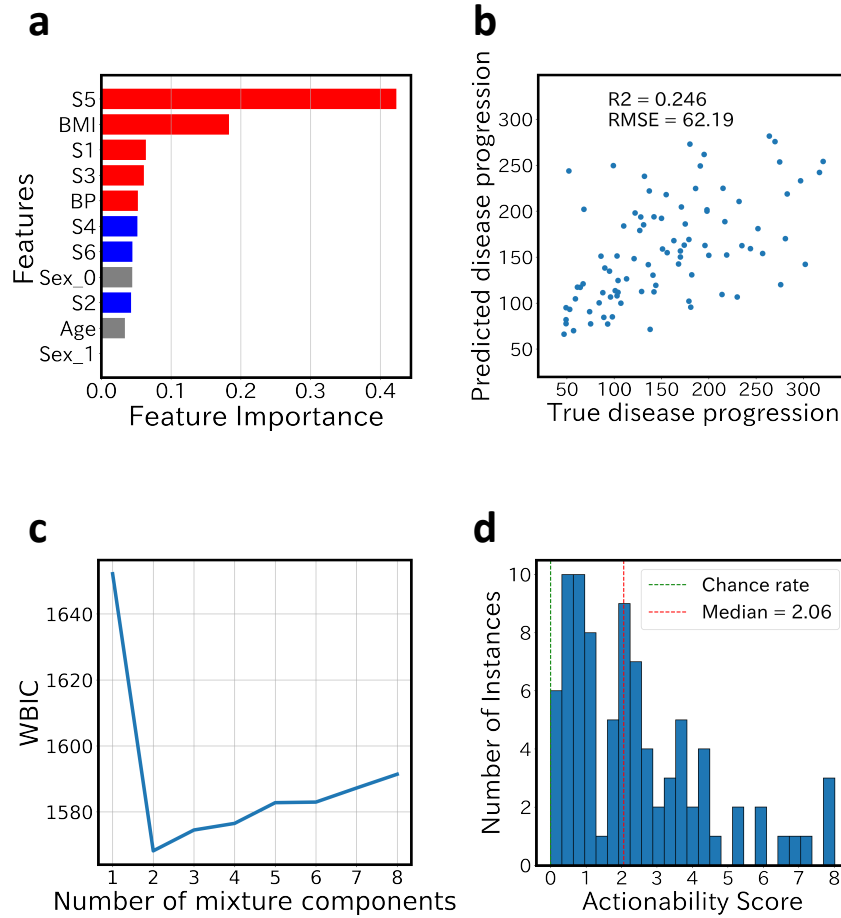 a
S5
BMI
S1
S3
BP
S4
S6
Sex_0
S2
Age
Sex_1
Features
0.0 0.1 0.2 0.3 0.4
Feature Importance
b
R2 = 0.246
RMSE = 62.19
300
250
200
150
100
50
Predicted disease progression
50 100 150 200 250 300
True disease progression
c
1640
1620
1600
1580
WBIC
1 2 3 4 5 6 7 8
Number of mixture components
d
Chance rate
Median = 2.06
10
8
6
4
2
0
Number of Instances
0 1 2 3 4 5 6 7 8
Actionability Score